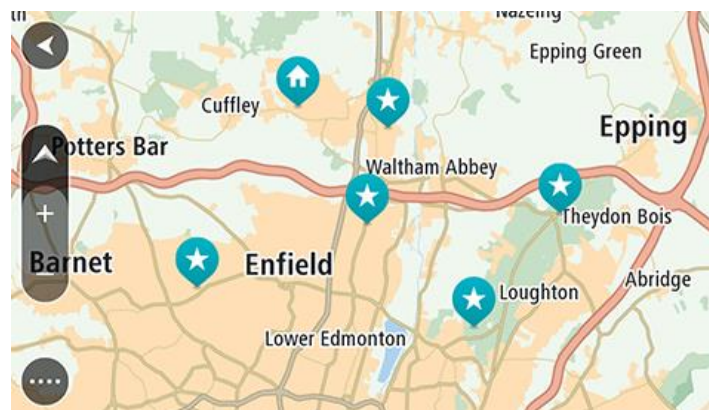 Nazeing
Epping Green
Cuffley
Epping
Potters Bar
Waltham Abbey
Theydon Bois
Barnet
Enfield
Loughton
Abridge
Lower Edmonton